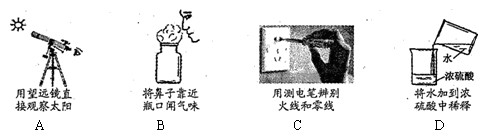 水
浓硫酸
用望远镜直
接观察太阳
A
将鼻子靠近
瓶口闻气味
B
用测电笔辨别
火线和零线
C
将水加到浓
硫酸中稀释
D